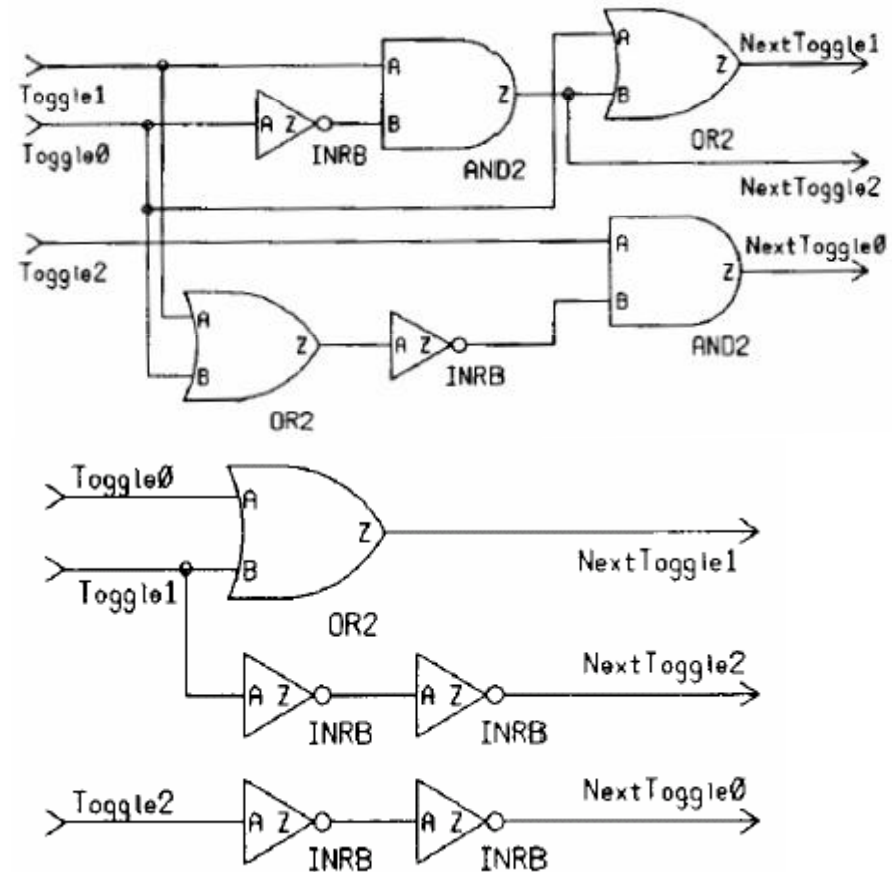 A
NextToggle1
Toggle1
A
Z
Z
B
OR2
Toggle0
A Z
INRB
B
AND2
NextToggle2
Toggle2
A
NextToggle0
Z
B
AND2
A
Z
B
OR2
A Z
INRB
Toggle0
A
Z
NextToggle1
Toggle1
B
OR2
A Z
INRB
A Z
INRB
NextToggle2
Toggle2
A Z
INRB
A Z
INRB
NextToggle0